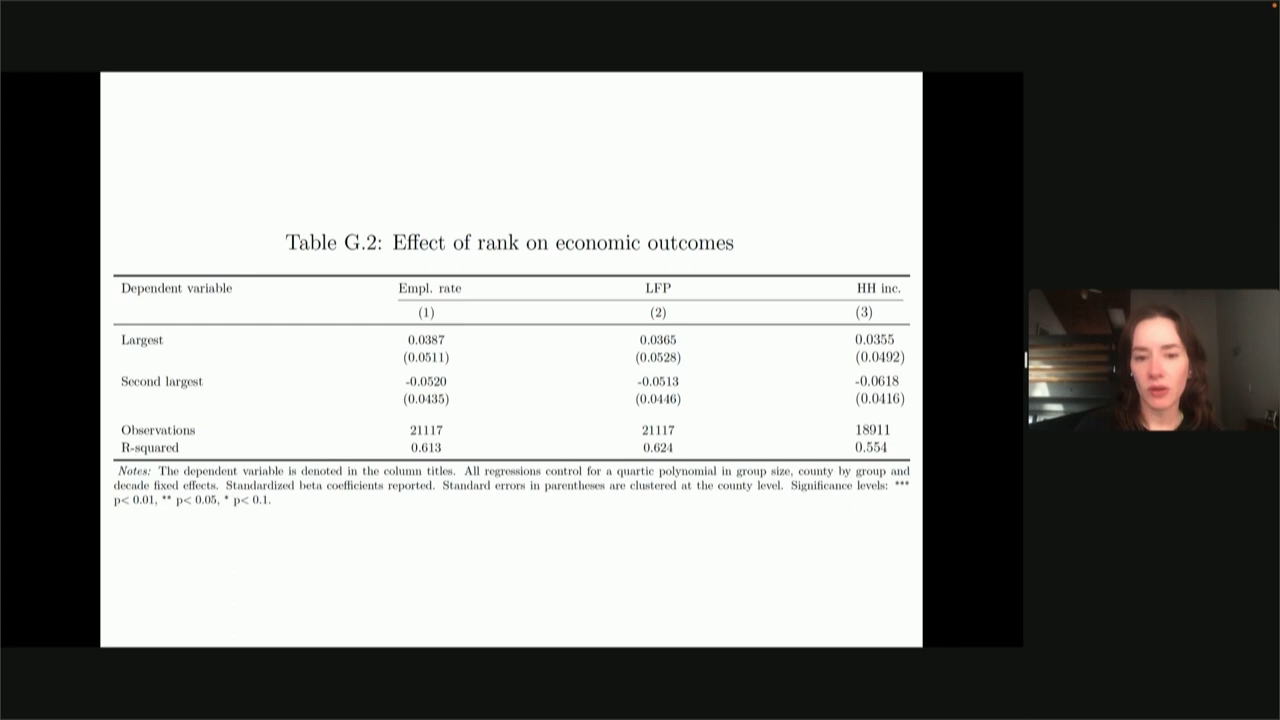 Table G.2: Effect of rank on economic outcomes
Dependent variable Empl. rate LFP HH inc.
(1) (2) (3)
Largest 0.0387 0.0365 0.0355
(0.0511) (0.0528) (0.0492)
Second largest -0.0520 -0.0513 -0.0618
(0.0435) (0.0446) (0.0416)
Observations 21117 21117 18911
R-squared 0.613 0.624 0.554
Notes: The dependent variable is denoted in the column titles. All regressions control for a quartic polynomial in group size, county by group and
decade fixed effects. Standardized beta coefficients reported. Standard errors in parentheses are clustered at the county level. Significance levels: ***
p< 0.01, ** p< 0.05, * p< 0.1.